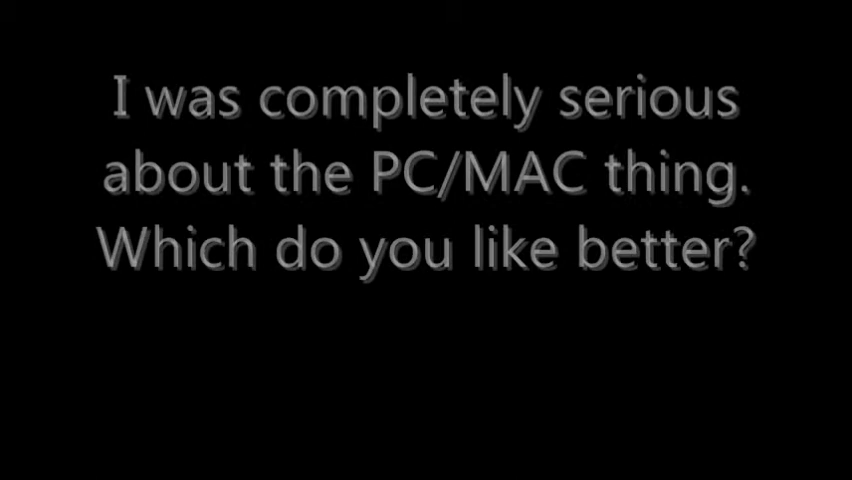 I was completely serious
about the PC/MAC thing.
Which do you like better?